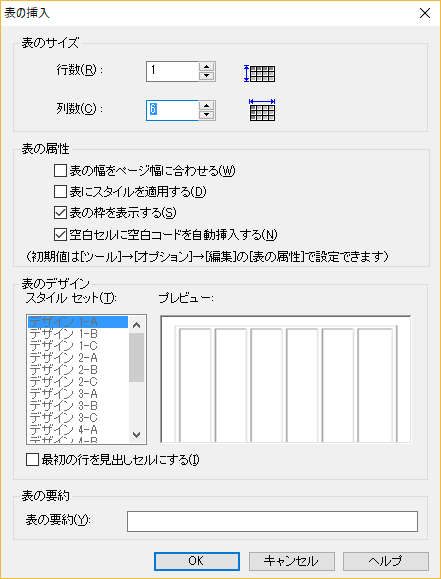 表の挿入
表のサイズ
行数(R) : 1
列数(C) : 6
表の属性
表の幅をページ幅に合わせる(W)
表にスタイルを適用する(D)
表の枠を表示する(S)
空白セルに空白コードを自動挿入する(N)
(初期値は[ツール]→[オプション]→[編集]の[表の属性]で設定できます)
表のデザイン
スタイル セット(T): プレビュー:
デザイン 1-A
デザイン 1-B
デザイン 1-C
デザイン 2-A
デザイン 2-B
デザイン 2-C
デザイン 3-A
デザイン 3-B
デザイン 3-C
デザイン 4-A
デザイン 4-B
最初の行を見出しセルにする(I)
表の要約
表の要約(Y):
OK キャンセル ヘルプ